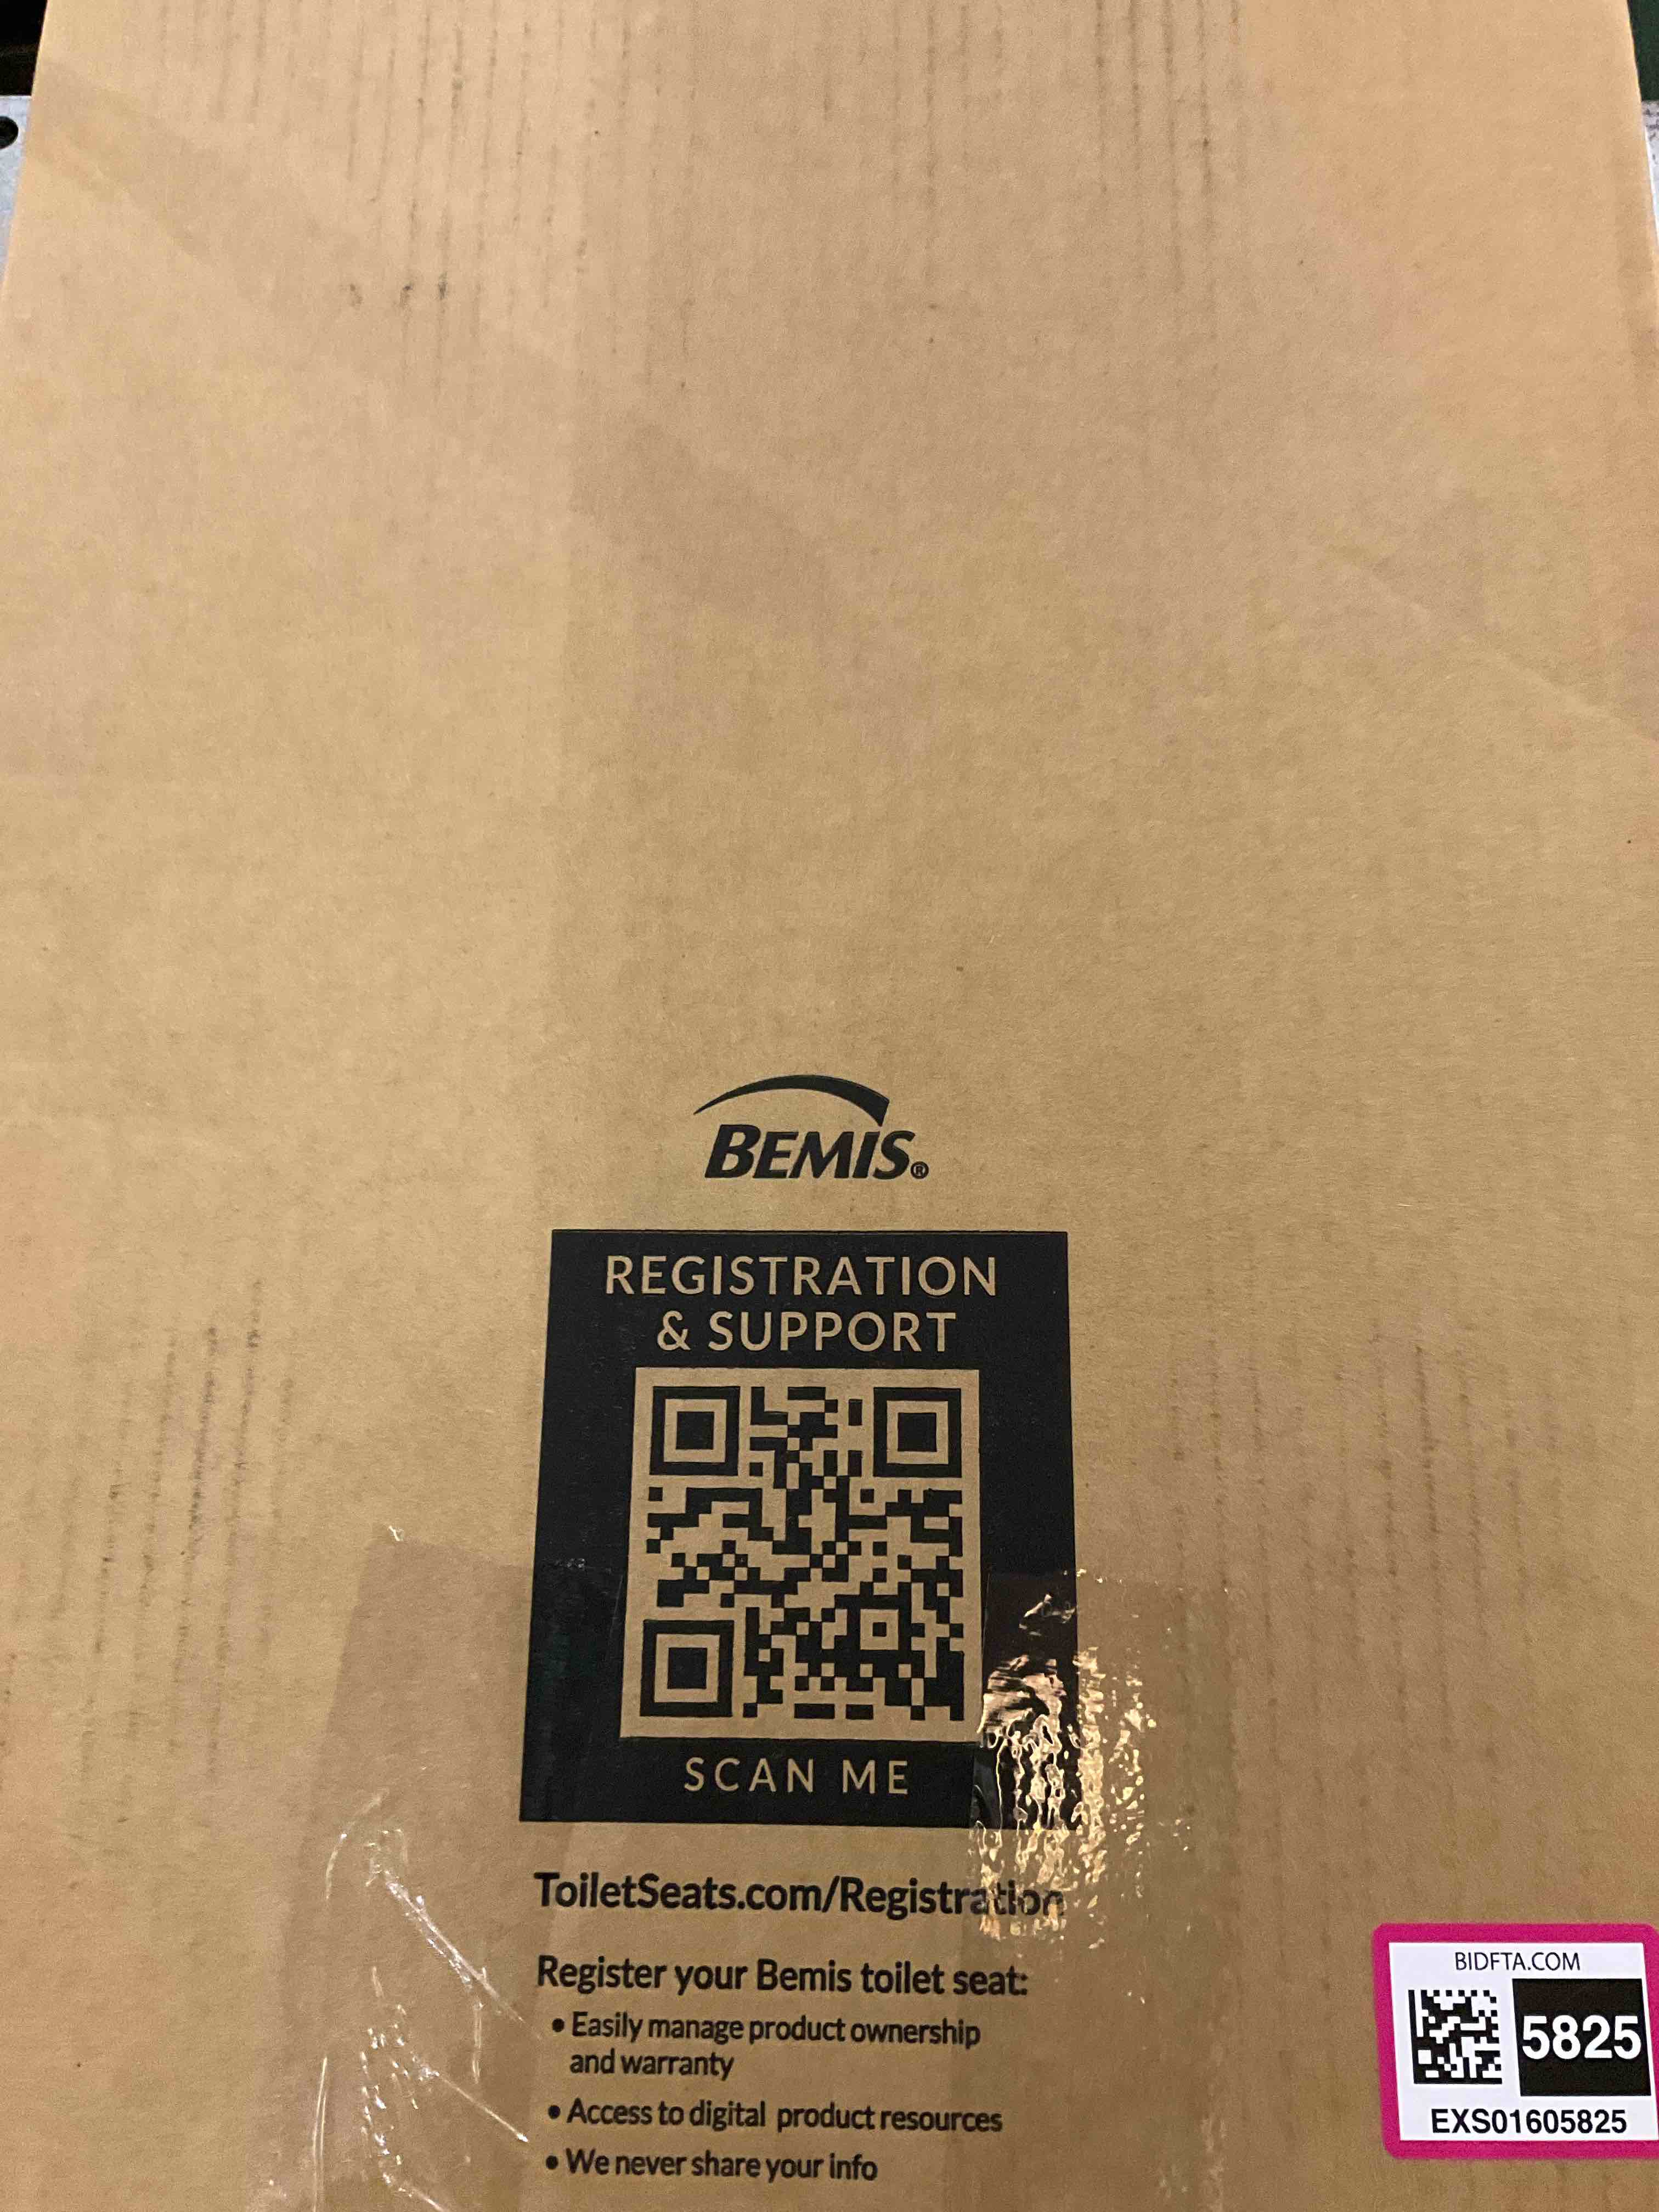 BEMIS®
REGISTRATION
& SUPPORT
SCAN ME
ToiletSeats.com/Registration
Register your Bemis toilet seat:
• Easily manage product ownership
and warranty
• Access to digital product resources
• We never share your info
BIDFTA.COM
5825
EXS01605825